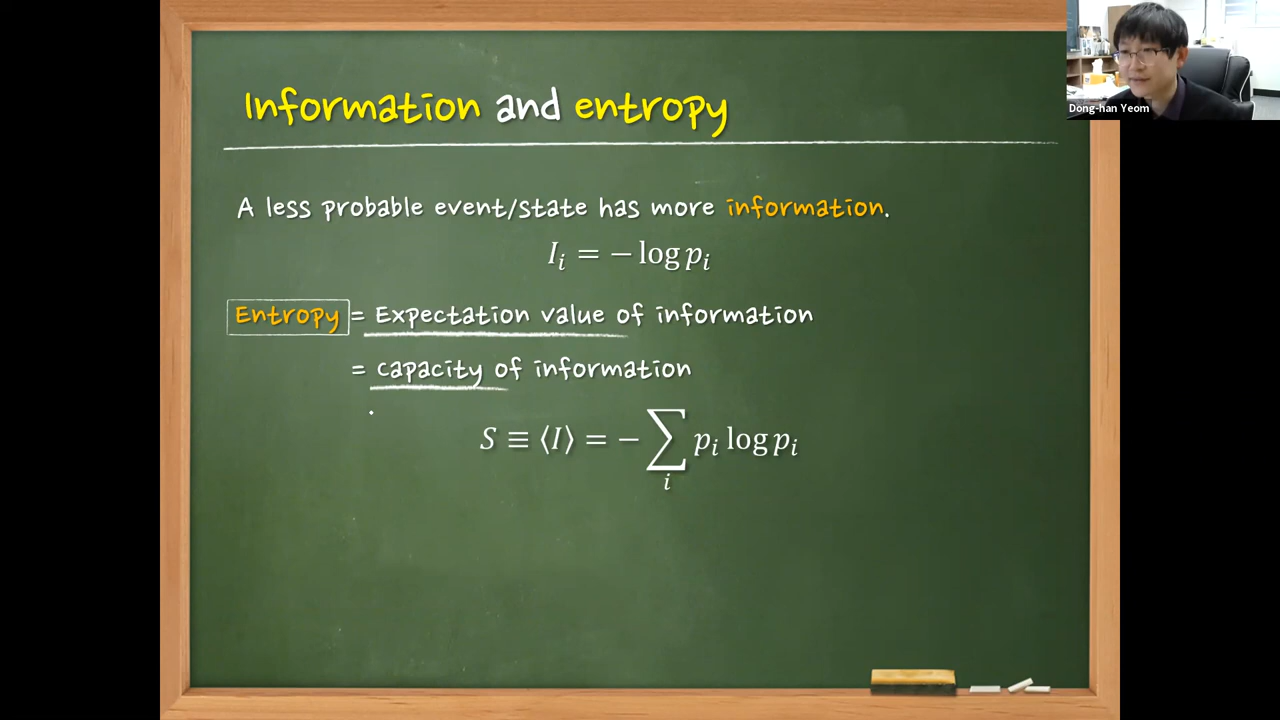 Information and entropy
A less probable event/state has more information.
I_i = − log p_i
Entropy = Expectation value of information
= capacity of information
S ≡ ⟨I⟩ = − ∑_i p_i log p_i
Dong-han Yeom